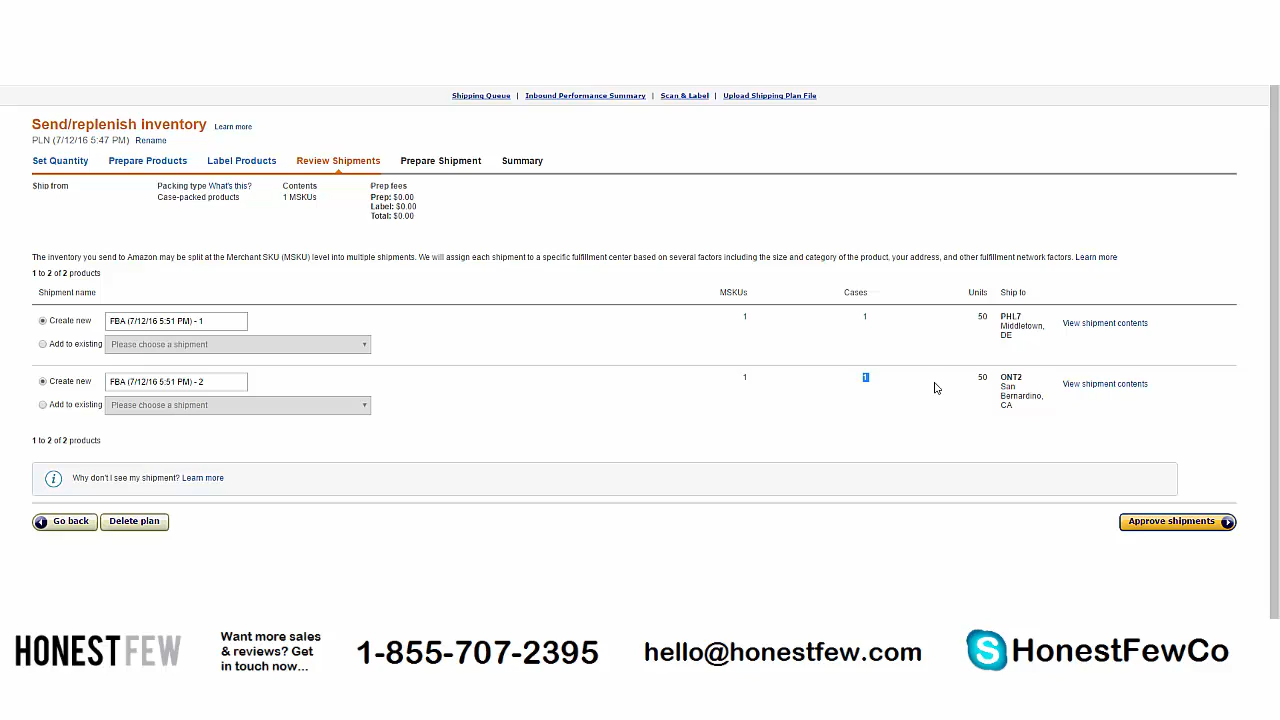 Shipping Queue | Inbound Performance Summary | Scan & Label | Upload Shipping Plan File
Send/replenish inventory Learn more
PLN (7/12/16 5:47 PM) Rename
Set Quantity Prepare Products Label Products Review Shipments Prepare Shipment Summary
Ship from Packing type What's this? Contents Prep fees
Case-packed products 1 MSKUs Prep: $0.00
Label: $0.00
Total: $0.00
The inventory you send to Amazon may be split at the Merchant SKU (MSKU) level into multiple shipments. We will assign each shipment to a specific fulfillment center based on several factors including the size and category of the product, your address, and other fulfillment network factors. Learn more
1 to 2 of 2 products
Shipment name MSKUs Cases Units Ship to
Create new FBA (7/12/16 5:51 PM) - 1 1 1 50 PHL7 View shipment contents
Middletown,
DE
Add to existing Please choose a shipment
Create new FBA (7/12/16 5:51 PM) - 2 1 1 50 ONT2 View shipment contents
San
Bernardino,
CA
Add to existing Please choose a shipment
1 to 2 of 2 products
i Why don't I see my shipment? Learn more
Go back Delete plan Approve shipments
HONESTFEW
Want more sales
& reviews? Get
in touch now...
1-855-707-2395
hello@honestfew.com
S HonestFewCo